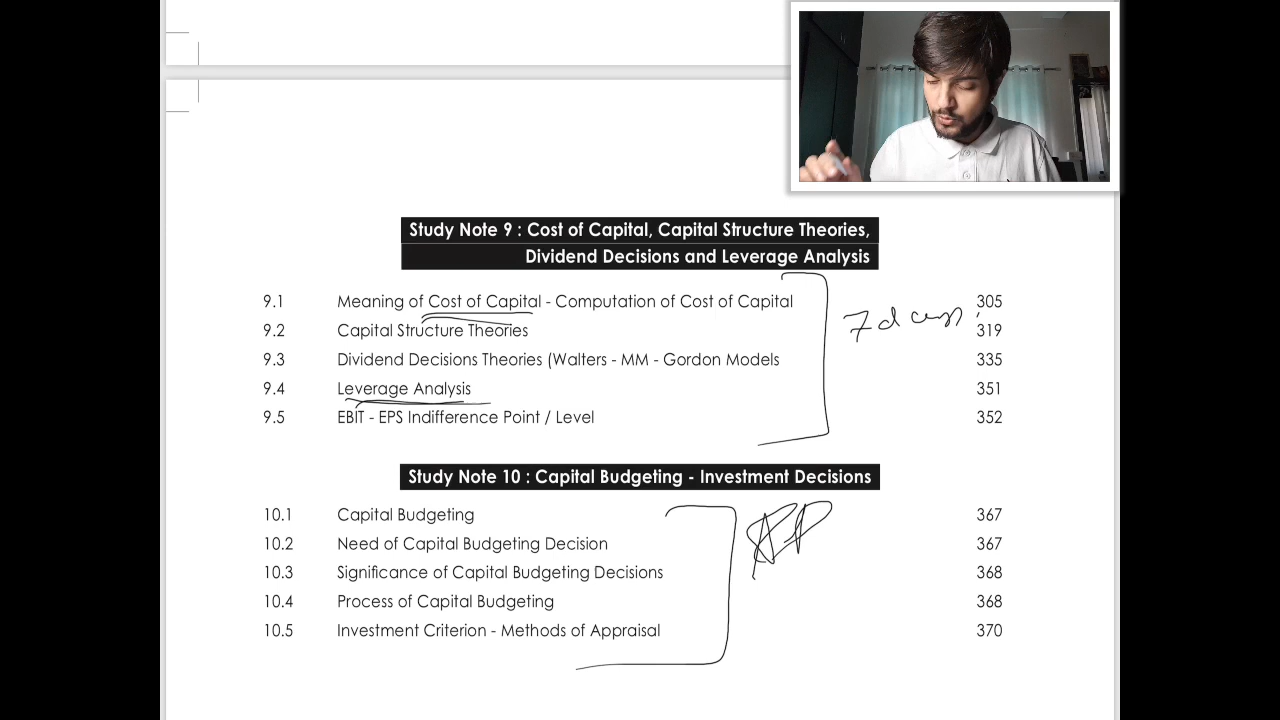 Study Note 9 : Cost of Capital, Capital Structure Theories,
Dividend Decisions and Leverage Analysis
9.1 Meaning of Cost of Capital - Computation of Cost of Capital 305
9.2 Capital Structure Theories 319
9.3 Dividend Decisions Theories (Walters - MM - Gordon Models 335
9.4 Leverage Analysis 351
9.5 EBIT - EPS Indifference Point / Level 352
7 days
Study Note 10 : Capital Budgeting - Investment Decisions
10.1 Capital Budgeting 367
10.2 Need of Capital Budgeting Decision 367
10.3 Significance of Capital Budgeting Decisions 368
10.4 Process of Capital Budgeting 368
10.5 Investment Criterion - Methods of Appraisal 370